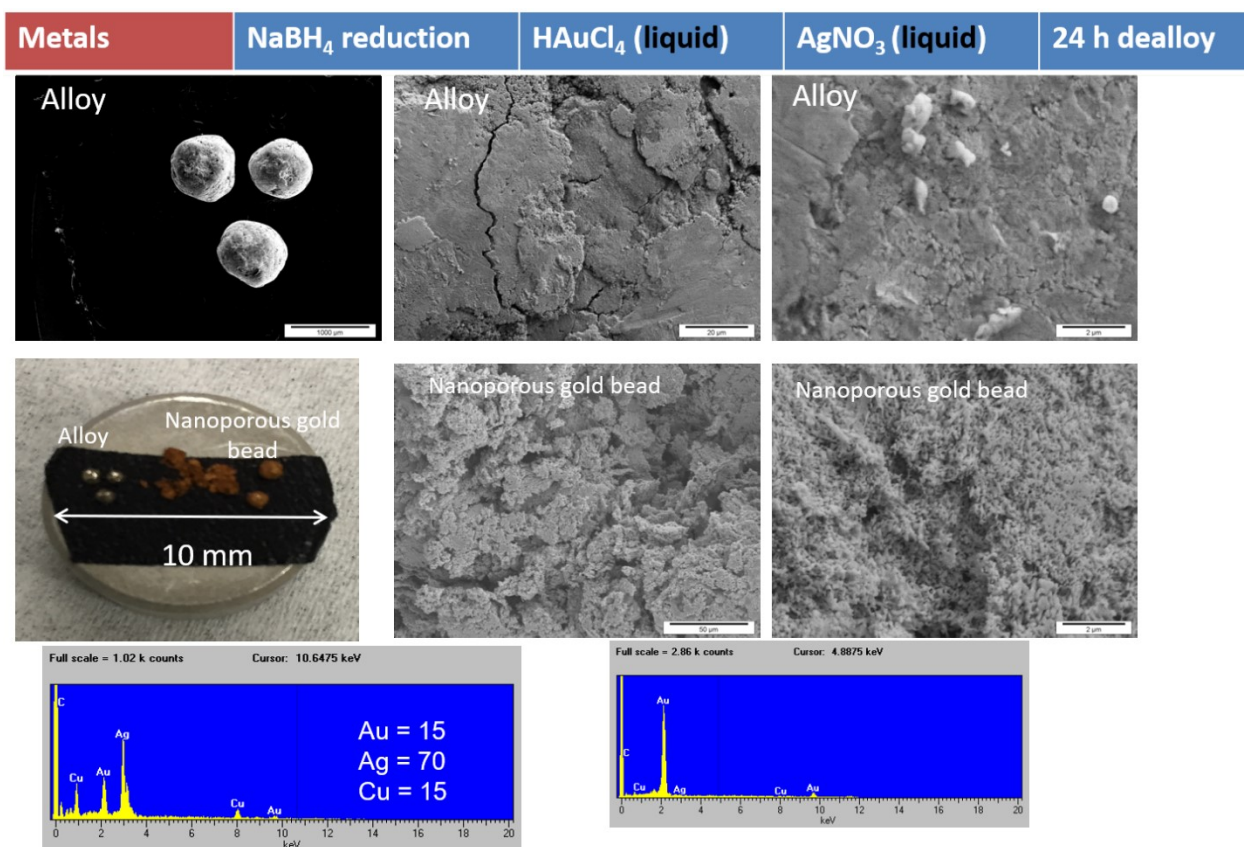 Metals NaBH₄ reduction HAuCl₄ (liquid) AgNO₃ (liquid) 24 h dealloy
Alloy
1000 µm
Alloy
20 µm
Alloy
2 µm
Alloy
Nanoporous gold
bead
10 mm
Nanoporous gold bead
50 µm
Nanoporous gold bead
2 µm
Full scale = 1.02 k counts Cursor: 10.6475 keV
C
Cu
Au
Ag
Cu
Au
Au = 15
Ag = 70
Cu = 15
0 2 4 6 8 10 12 14 16 18 20
keV
Full scale = 2.86 k counts Cursor: 4.8875 keV
C
Cu
Au
Ag
Cu
Au
0 2 4 6 8 10 12 14 16 18 20
keV